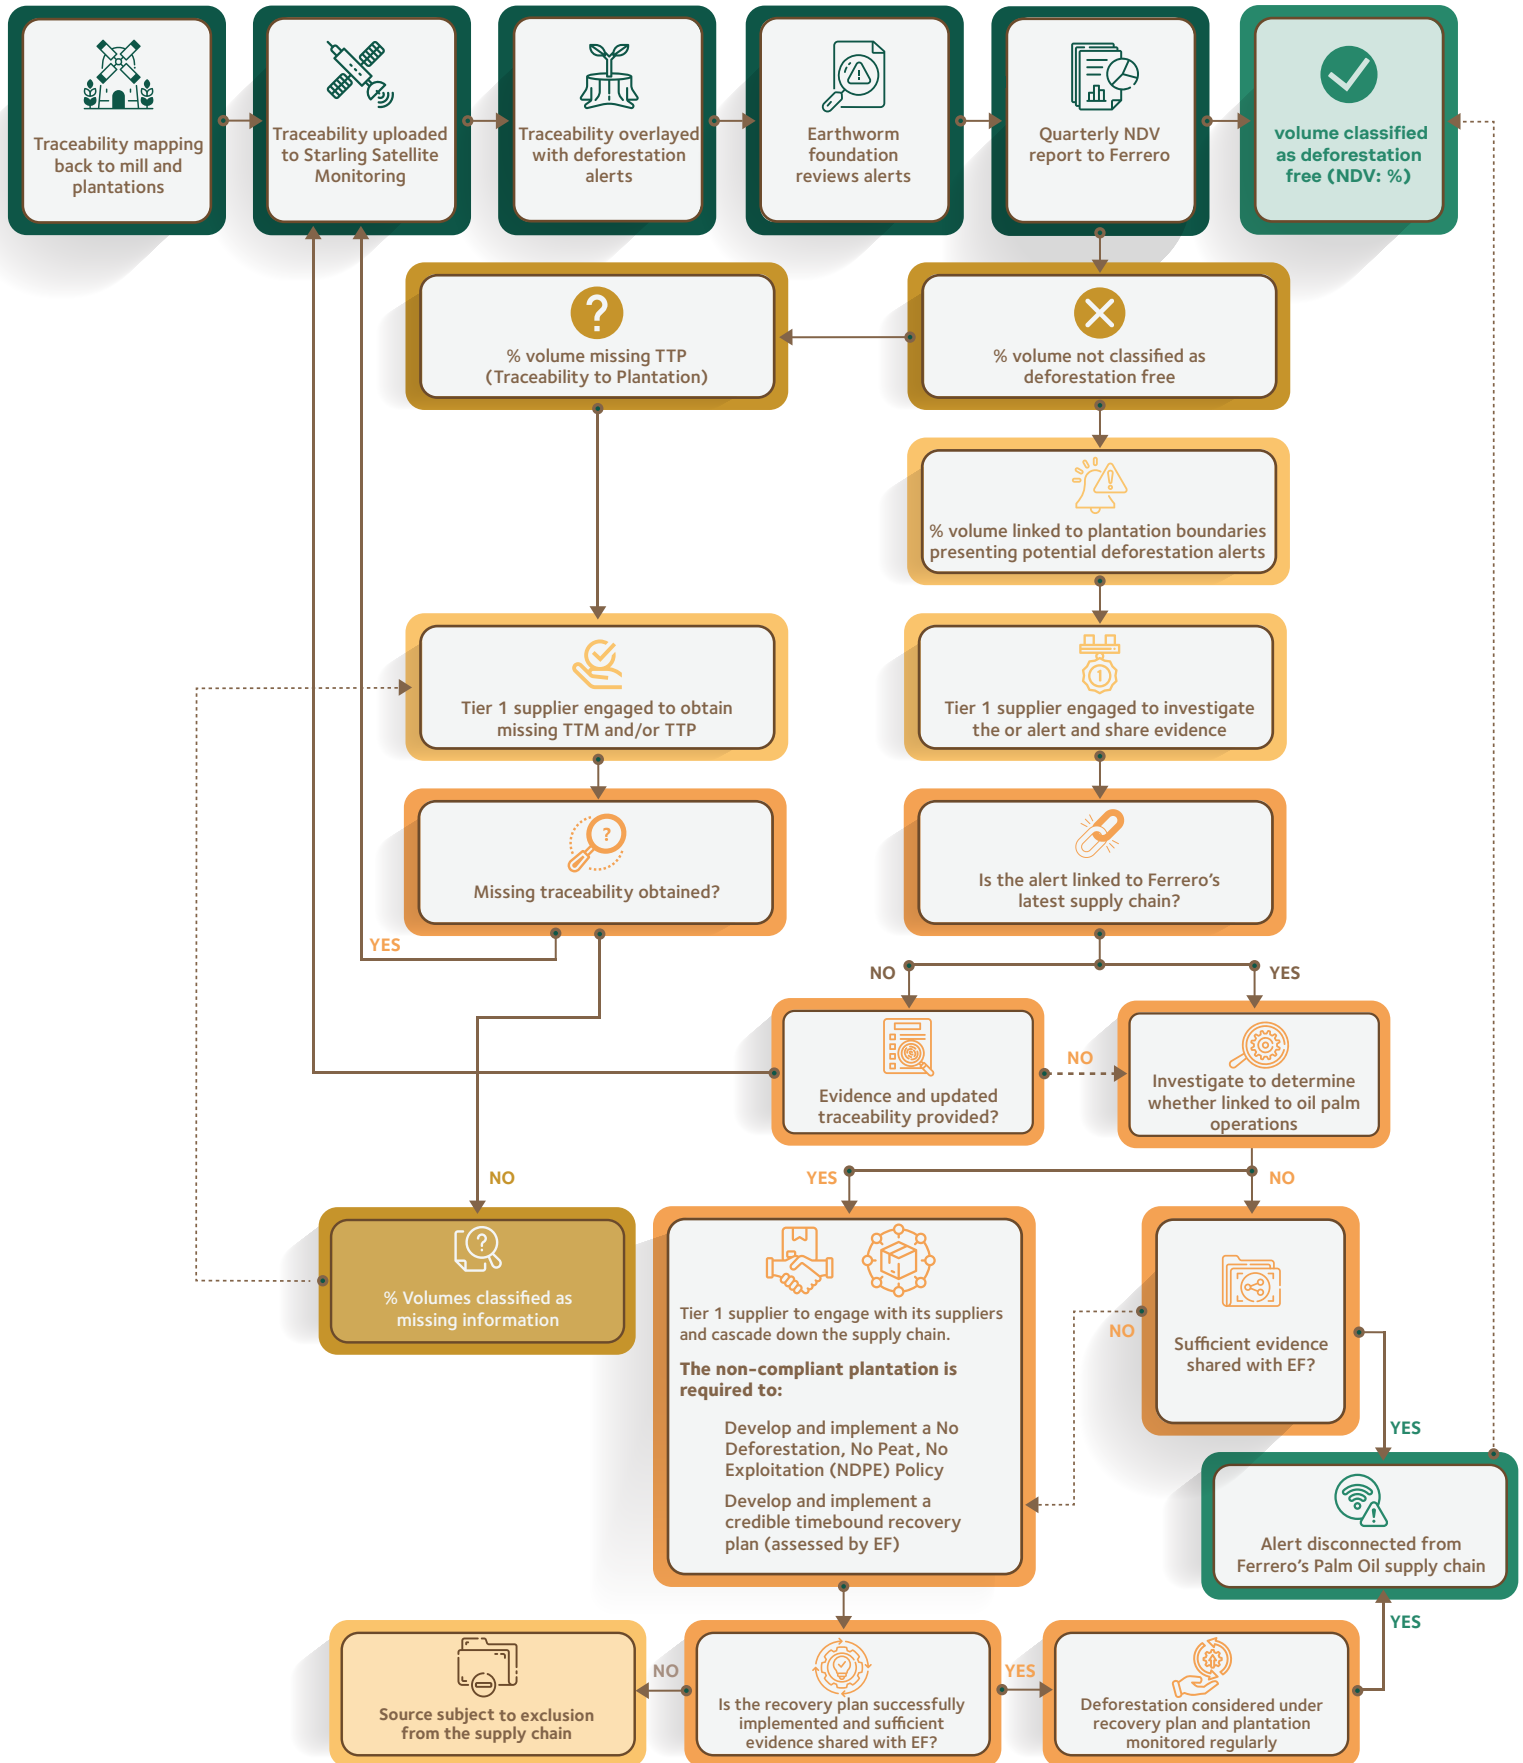 Traceability mapping
back to mill and
plantations
Traceability uploaded
to Starling Satellite
Monitoring
Traceability overlayed
with deforestation
alerts
Earthworm
foundation
reviews alerts
Quarterly NDV
report to Ferrero
volume classified
as deforestation
free (NDV: %)
?
% volume missing TTP
(Traceability to Plantation)
% volume not classified as
deforestation free
% volume linked to plantation boundaries
presenting potential deforestation alerts
Tier 1 supplier engaged to obtain
missing TTM and/or TTP
1
Tier 1 supplier engaged to investigate
the or alert and share evidence
?
Missing traceability obtained?
Is the alert linked to Ferrero's
latest supply chain?
YES
NO
YES
Evidence and updated
traceability provided?
NO
Investigate to determine
whether linked to oil palm
operations
NO
YES
NO
?
% Volumes classified as
missing information
Tier 1 supplier to engage with its suppliers
and cascade down the supply chain.
The non-compliant plantation is
required to:
Develop and implement a No
Deforestation, No Peat, No
Exploitation (NDPE) Policy
Develop and implement a
credible timebound recovery
plan (assessed by EF)
NO
Sufficient evidence
shared with EF?
YES
Alert disconnected from
Ferrero's Palm Oil supply chain
YES
Source subject to exclusion
from the supply chain
NO
Is the recovery plan successfully
implemented and sufficient
evidence shared with EF?
YES
Deforestation considered under
recovery plan and plantation
monitored regularly